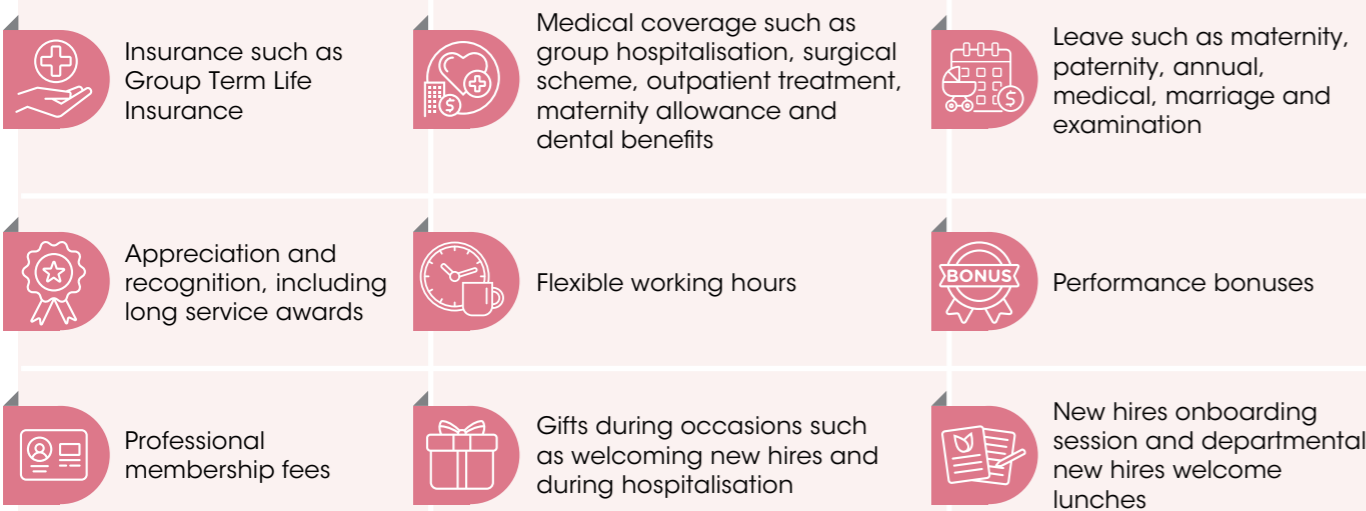 Insurance such as
Group Term Life
Insurance
Medical coverage such as
group hospitalisation, surgical
scheme, outpatient treatment,
maternity allowance and
dental benefits
Leave such as maternity,
paternity, annual,
medical, marriage and
examination
Appreciation and
recognition, including
long service awards
Flexible working hours
BONUS
Performance bonuses
Professional
membership fees
Gifts during occasions such
as welcoming new hires and
during hospitalisation
New hires onboarding
session and departmental
new hires welcome
lunches